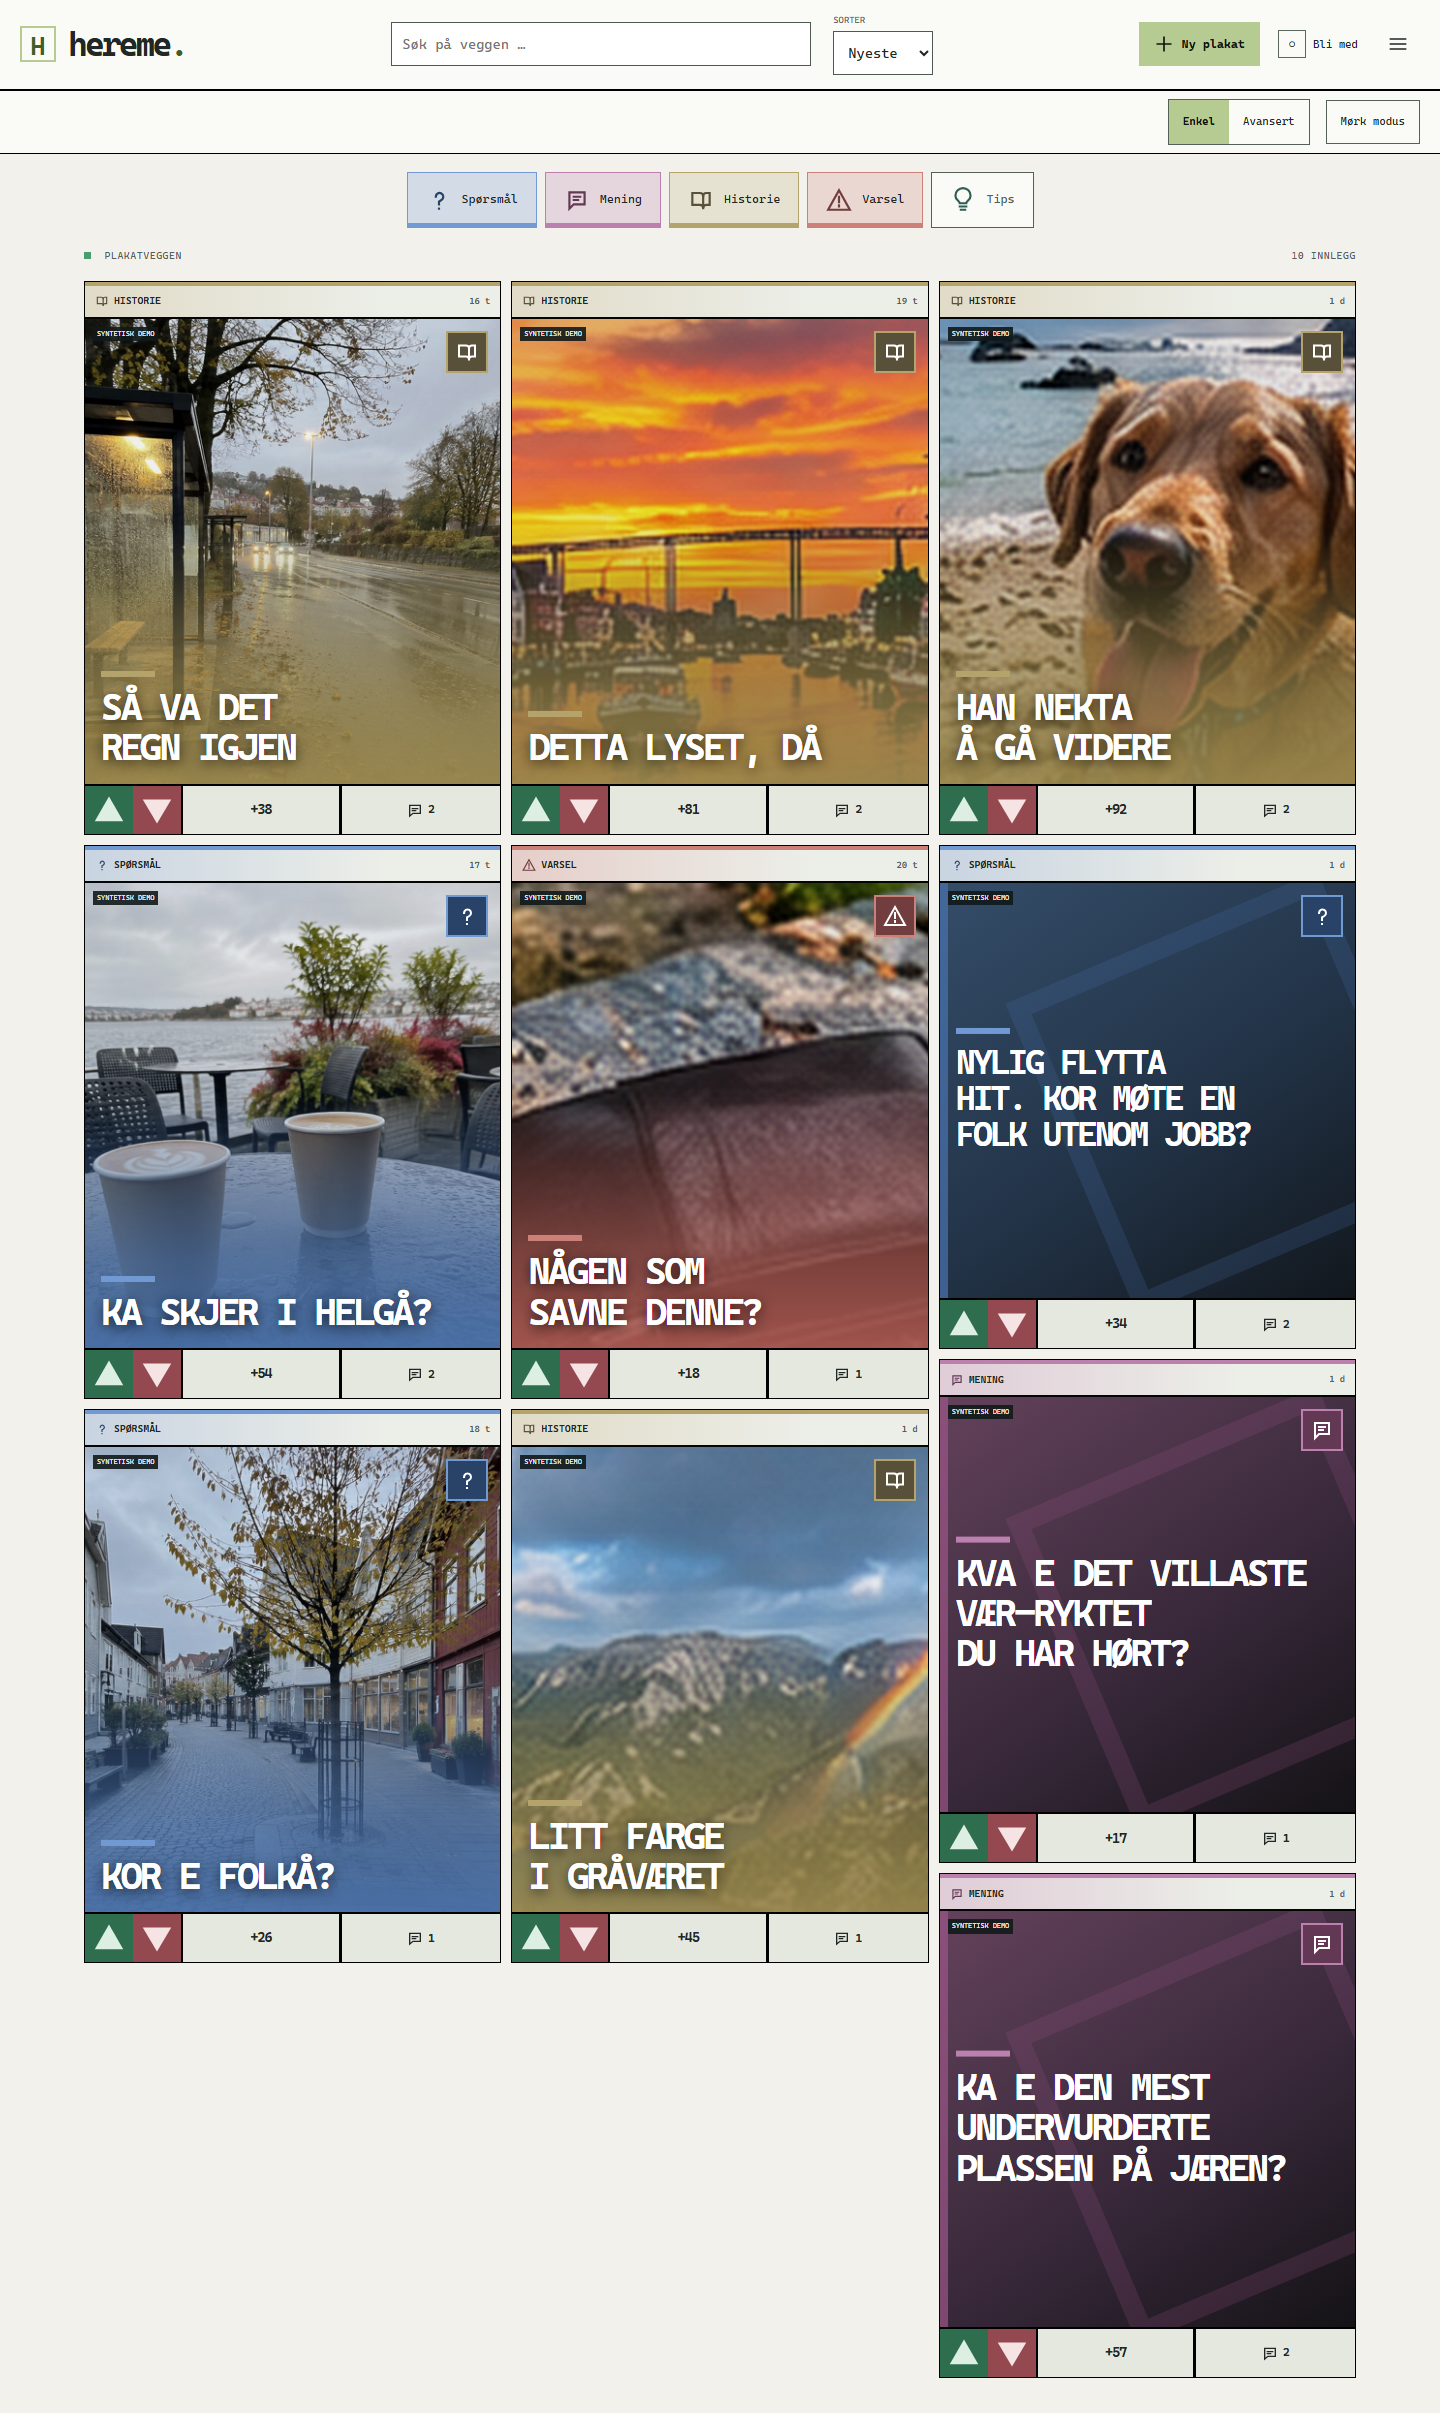 H hereme.
Søk på veggen …
SORTER
Nyeste
Ny plakat
Bli med
Enkel
Avansert
Mørk modus
Spørsmål
Mening
Historie
Varsel
Tips
PLAKATVEGGEN
10 INNLEGG
HISTORIE
16 t
SYNTETISK DEMO
SÅ VA DET
REGN IGJEN
+38
2
HISTORIE
19 t
SYNTETISK DEMO
DETTA LYSET, DÅ
+81
2
HISTORIE
1 d
SYNTETISK DEMO
HAN NEKTA
Å GÅ VIDERE
+92
2
SPØRSMÅL
17 t
SYNTETISK DEMO
KA SKJER I HELGÅ?
+54
2
VARSEL
20 t
SYNTETISK DEMO
NÅGEN SOM
SAVNE DENNE?
+18
1
SPØRSMÅL
1 d
SYNTETISK DEMO
NYLIG FLYTTA
HIT. KOR MØTE EN
FOLK UTENOM JOBB?
+34
2
SPØRSMÅL
18 t
SYNTETISK DEMO
KOR E FOLKÅ?
+26
1
HISTORIE
1 d
SYNTETISK DEMO
LITT FARGE
I GRÅVÆRET
+45
1
MENING
1 d
SYNTETISK DEMO
KVA E DET VILLASTE
VÆR-RYKTET
DU HAR HØRT?
+17
1
MENING
1 d
SYNTETISK DEMO
KA E DEN MEST
UNDERVURDERTE
PLASSEN PÅ JÆREN?
+57
2